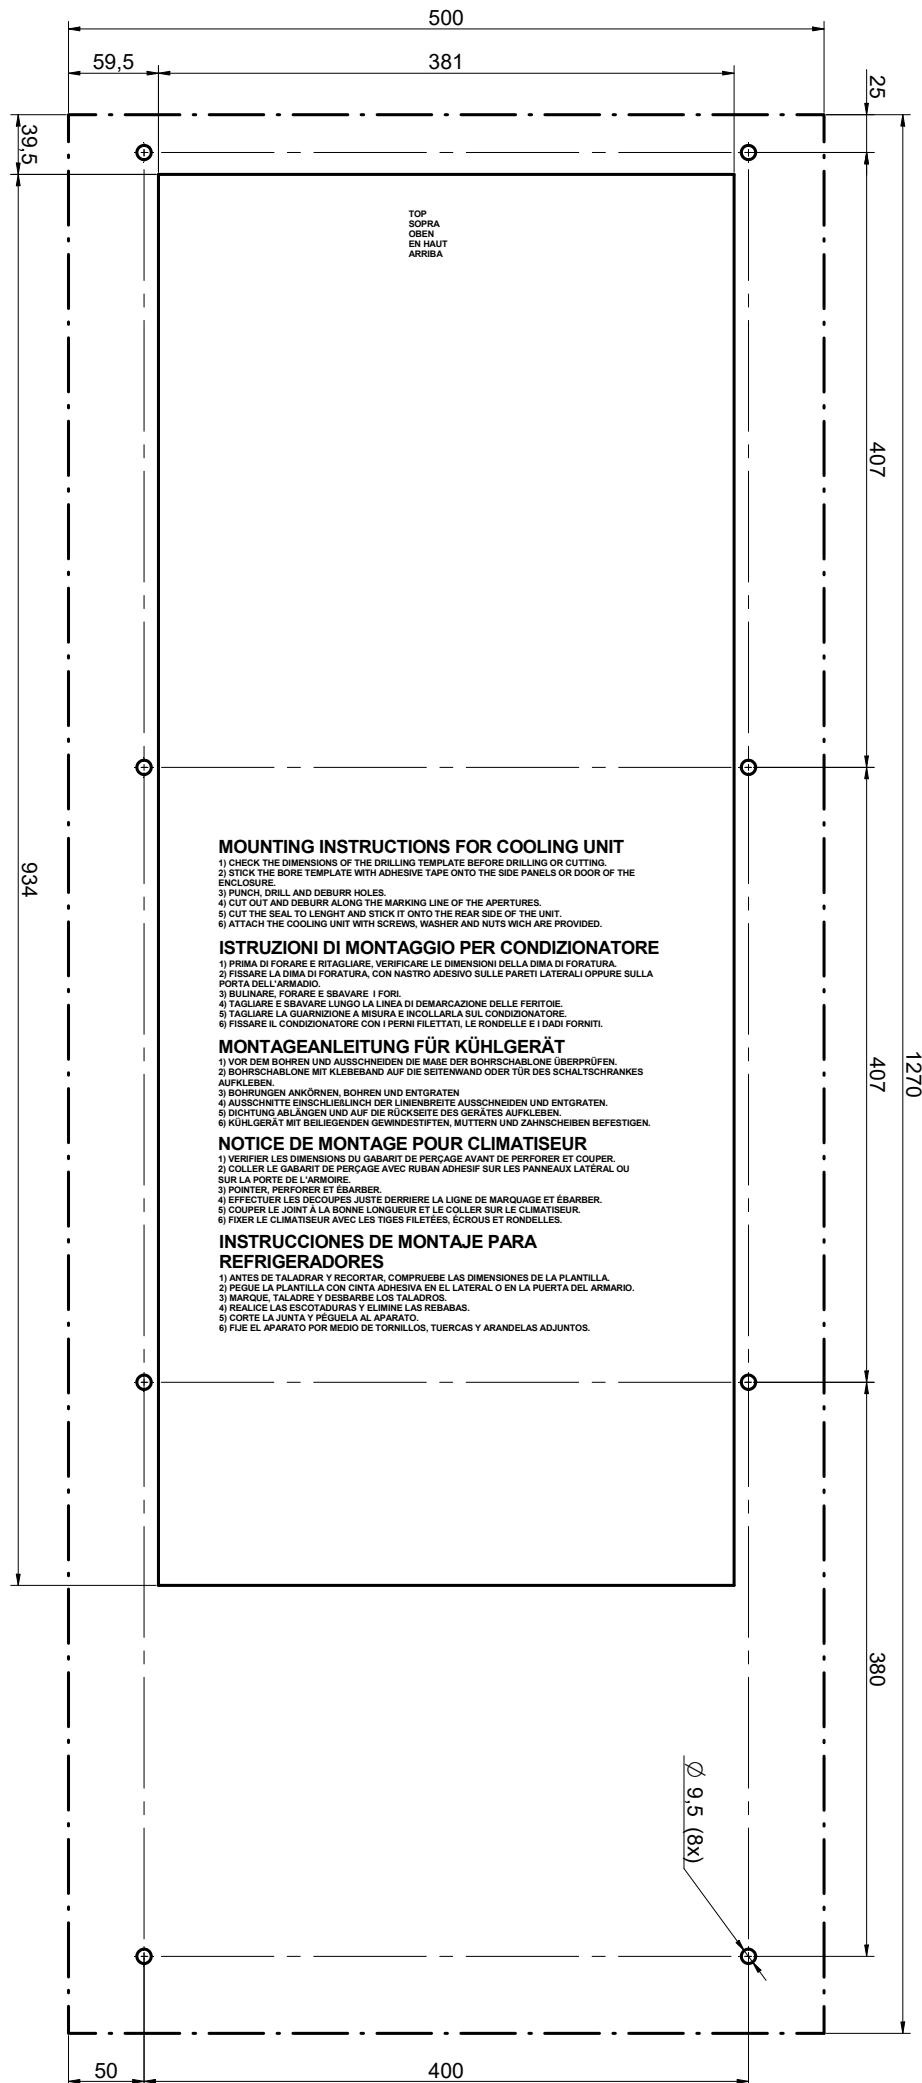 500
59,5
381
25
39,5
TOP
SOPRA
OBEN
EN HAUT
ARRIBA
407
MOUNTING INSTRUCTIONS FOR COOLING UNIT
1) CHECK THE DIMENSIONS OF THE DRILLING TEMPLATE BEFORE DRILLING OR CUTTING.
2) STICK THE BORE TEMPLATE WITH ADHESIVE TAPE ONTO THE SIDE PANELS OR DOOR OF THE
ENCLOSURE.
3) PUNCH, DRILL AND DEBURR HOLES.
4) CUT OUT AND DEBURR ALONG THE MARKING LINE OF THE APERTURES.
5) CUT THE SEAL TO LENGHT AND STICK IT ONTO THE REAR SIDE OF THE UNIT.
6) ATTACH THE COOLING UNIT WITH SCREWS, WASHER AND NUTS WICH ARE PROVIDED.
934
ISTRUZIONI DI MONTAGGIO PER CONDIZIONATORE
1) PRIMA DI FORARE E RITAGLIARE, VERIFICARE LE DIMENSIONI DELLA DIMA DI FORATURA.
2) FISSARE LA DIMA DI FORATURA, CON NASTRO ADESIVO SULLE PARETI LATERALI OPPURE SULLA
PORTA DELL'ARMADIO.
3) BULINARE, FORARE E SBAVARE I FORI.
4) TAGLIARE E SBAVARE LUNGO LA LINEA DI DEMARCAZIONE DELLE FERITOIE.
5) TAGLIARE LA GUARNIZIONE A MISURA E INCOLLARLA SUL CONDIZIONATORE.
6) FISSARE IL CONDIZIONATORE CON I PERNI FILETTATI, LE RONDELLE E I DADI FORNITI.
MONTAGEANLEITUNG FÜR KÜHLGERÄT
1) VOR DEM BOHREN UND AUSSCHNEIDEN DIE MAßE DER BOHRSCHABLONE ÜBERPRÜFEN.
2) BOHRSCHABLONE MIT KLEBEBAND AUF DIE SEITENWAND ODER TÜR DES SCHALTSCHRANKES
AUFKLEBEN.
3) BOHRUNGEN ANKÖRNEN, BOHREN UND ENTGRATEN
4) AUSSCHNITTE EINSCHLIEßLINCH DER LINIENBREITE AUSSCHNEIDEN UND ENTGRATEN.
5) DICHTUNG ABLÄNGEN UND AUF DIE RÜCKSEITE DES GERÄTES AUFKLEBEN.
6) KÜHLGERÄT MIT BEILIEGENDEN GEWINDESTIFTEN, MUTTERN UND ZAHNSCHEIBEN BEFESTIGEN.
407
1270
NOTICE DE MONTAGE POUR CLIMATISEUR
1) VERIFIER LES DIMENSIONS DU GABARIT DE PERÇAGE AVANT DE PERFORER ET COUPER.
2) COLLER LE GABARIT DE PERÇAGE AVEC RUBAN ADHESIF SUR LES PANNEAUX LATÉRAL OU
SUR LA PORTE DE L'ARMOIRE.
3) POINTER, PERFORER ET ÉBARBER.
4) EFFECTUER LES DECOUPES JUSTE DERRIERE LA LIGNE DE MARQUAGE ET ÉBARBER.
5) COUPER LE JOINT À LA BONNE LONGUEUR ET LE COLLER SUR LE CLIMATISEUR.
6) FIXER LE CLIMATISEUR AVEC LES TIGES FILETÉES, ÉCROUS ET RONDELLES.
INSTRUCCIONES DE MONTAJE PARA
REFRIGERADORES
1) ANTES DE TALADRAR Y RECORTAR, COMPRUEBE LAS DIMENSIONES DE LA PLANTILLA.
2) PEGUE LA PLANTILLA CON CINTA ADHESIVA EN EL LATERAL O EN LA PUERTA DEL ARMARIO.
3) MARQUE, TALADRE Y DESBARBE LOS TALADROS.
4) REALICE LAS ESCOTADURAS Y ELIMINE LAS REBABAS.
5) CORTE LA JUNTA Y PÉGUELA AL APARATO.
6) FIJE EL APARATO POR MEDIO DE TORNILLOS, TUERCAS Y ARANDELAS ADJUNTOS.
380
Ø 9,5 (8x)
50
400